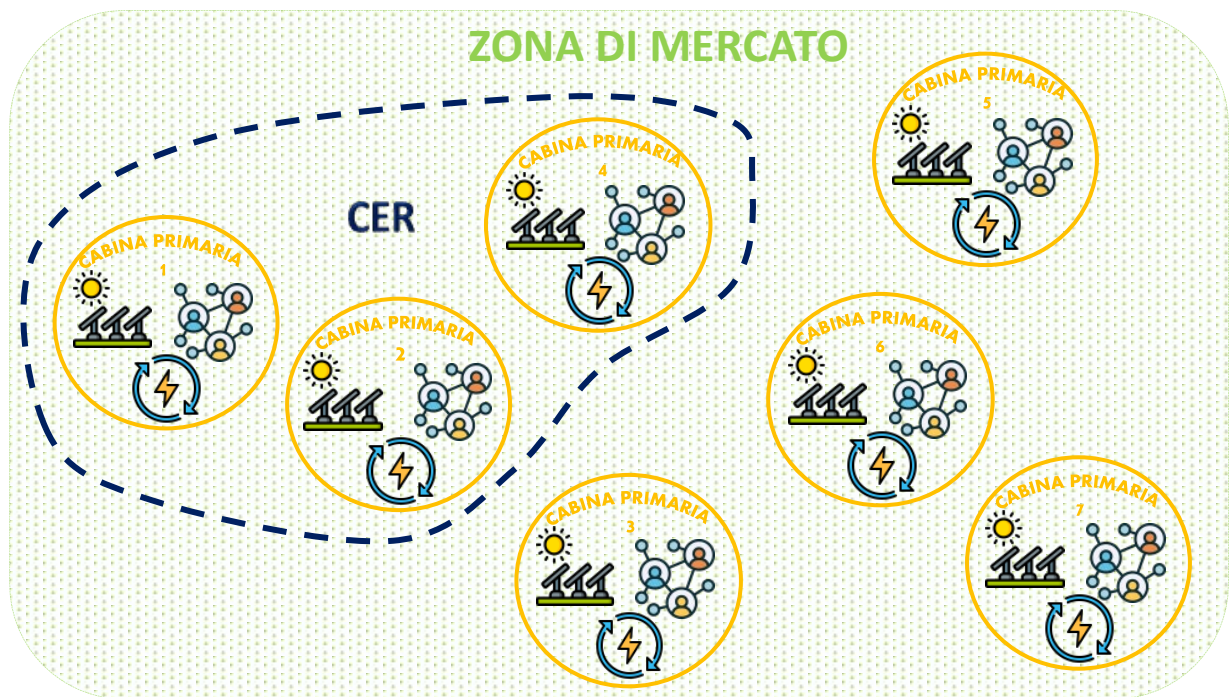 ZONA DI MERCATO
CER
CABINA PRIMARIA
1
CABINA PRIMARIA
2
CABINA PRIMARIA
3
CABINA PRIMARIA
4
CABINA PRIMARIA
5
CABINA PRIMARIA
6
CABINA PRIMARIA
7